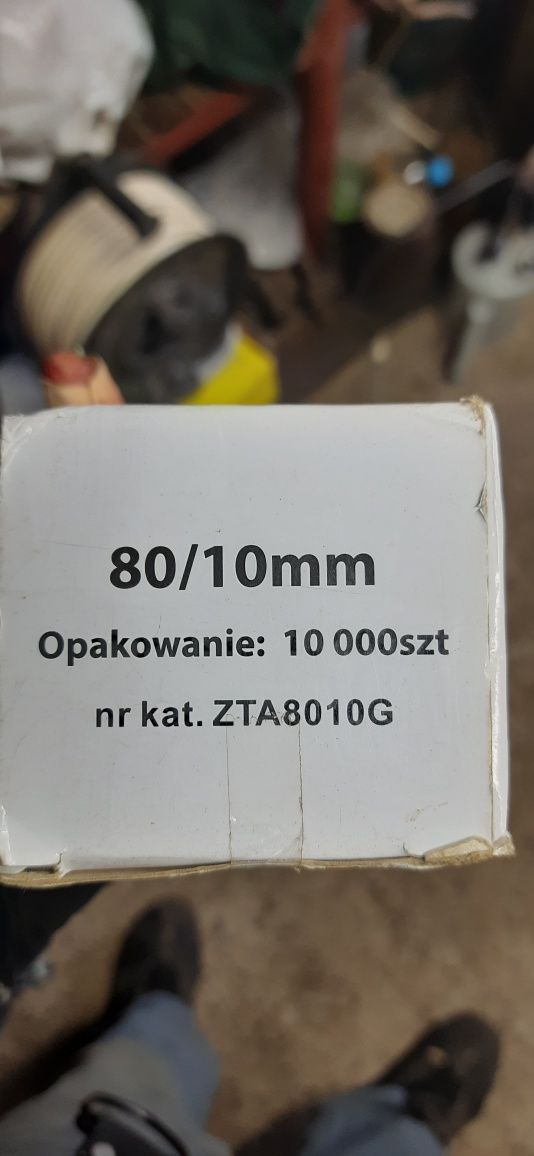 80/10mm
Opakowanie: 10 000szt
nr kat. ZTA8010G